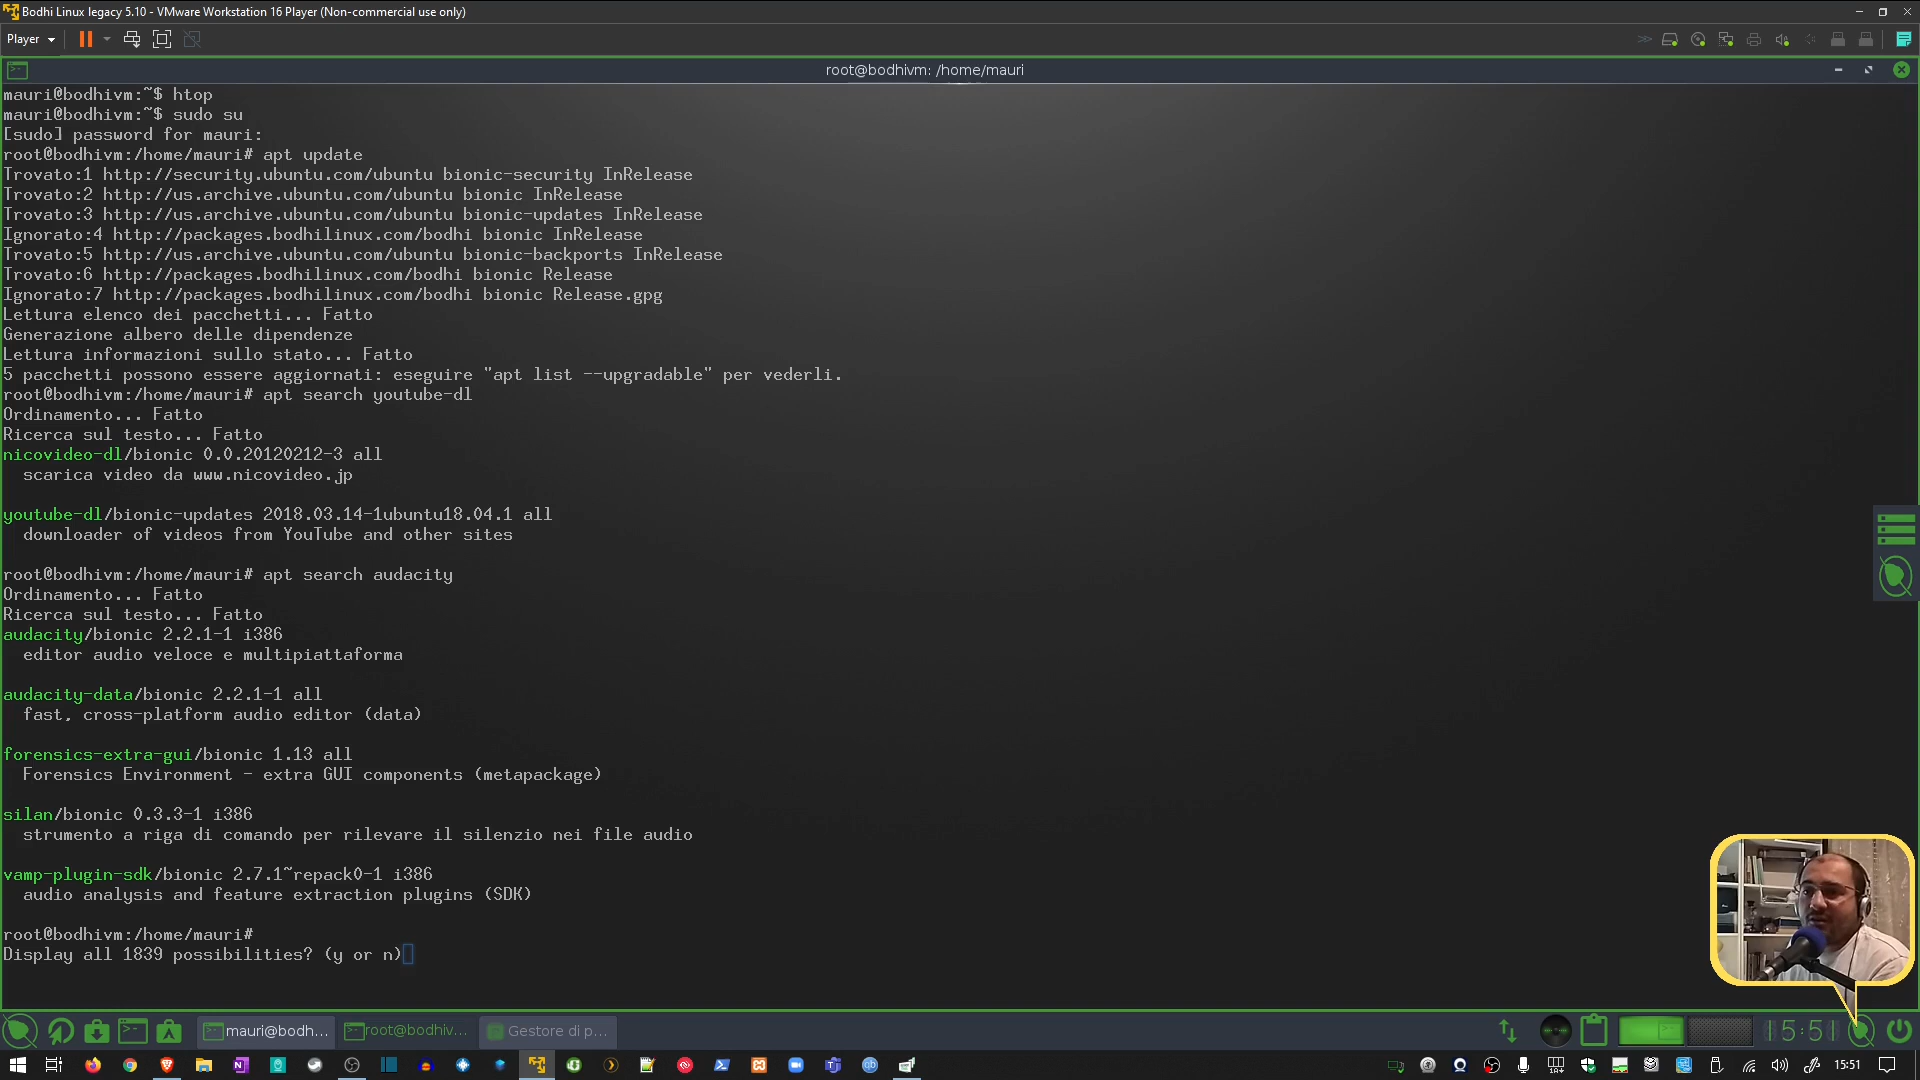 Bodhi Linux legacy 5.10 - VMware Workstation 16 Player (Non-commercial use only)
Player
root@bodhivm: /home/mauri
mauri@bodhivm:~$ htop
mauri@bodhivm:~$ sudo su
[sudo] password for mauri:
root@bodhivm:/home/mauri# apt update
Trovato:1 http://security.ubuntu.com/ubuntu bionic-security InRelease
Trovato:2 http://us.archive.ubuntu.com/ubuntu bionic InRelease
Trovato:3 http://us.archive.ubuntu.com/ubuntu bionic-updates InRelease
Ignorato:4 http://packages.bodhilinux.com/bodhi bionic InRelease
Trovato:5 http://us.archive.ubuntu.com/ubuntu bionic-backports InRelease
Trovato:6 http://packages.bodhilinux.com/bodhi bionic Release
Ignorato:7 http://packages.bodhilinux.com/bodhi bionic Release.gpg
Lettura elenco dei pacchetti... Fatto
Generazione albero delle dipendenze
Lettura informazioni sullo stato... Fatto
5 pacchetti possono essere aggiornati: eseguire "apt list --upgradable" per vederli.
root@bodhivm:/home/mauri# apt search youtube-dl
Ordinamento... Fatto
Ricerca sul testo... Fatto
nicovideo-dl/bionic 0.0.20120212-3 all
scarica video da www.nicovideo.jp
youtube-dl/bionic-updates 2018.03.14-1ubuntu18.04.1 all
downloader of videos from YouTube and other sites
root@bodhivm:/home/mauri# apt search audacity
Ordinamento... Fatto
Ricerca sul testo... Fatto
audacity/bionic 2.2.1-1 i386
editor audio veloce e multipiattaforma
audacity-data/bionic 2.2.1-1 all
fast, cross-platform audio editor (data)
forensics-extra-gui/bionic 1.13 all
Forensics Environment - extra GUI components (metapackage)
silan/bionic 0.3.3-1 i386
strumento a riga di comando per rilevare il silenzio nei file audio
vamp-plugin-sdk/bionic 2.7.1~repack0-1 i386
audio analysis and feature extraction plugins (SDK)
root@bodhivm:/home/mauri#
Display all 1839 possibilities? (y or n)
mauri@bodh...
root@bodhiv...
Gestore di p...
15:51
15:51